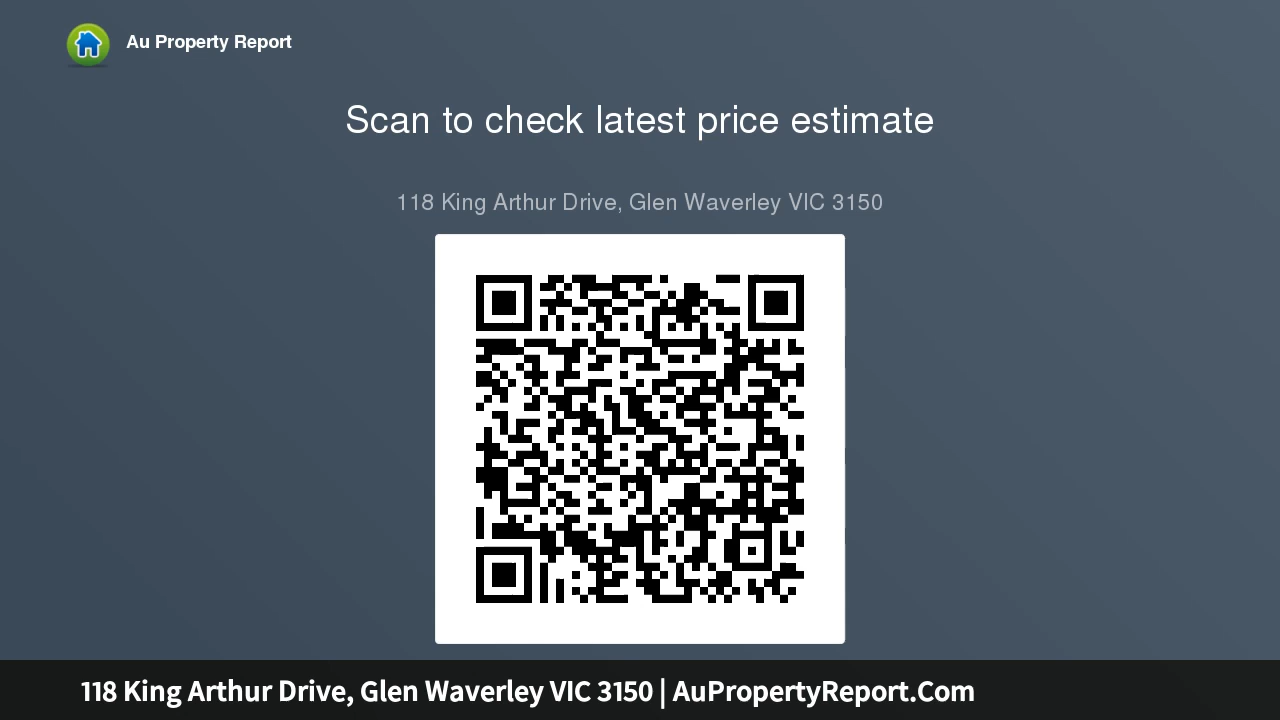 Au Property Report
Scan to check latest price estimate
118 King Arthur Drive, Glen Waverley VIC 3150
118 King Arthur Drive, Glen Waverley VIC 3150 | AuPropertyReport.Com